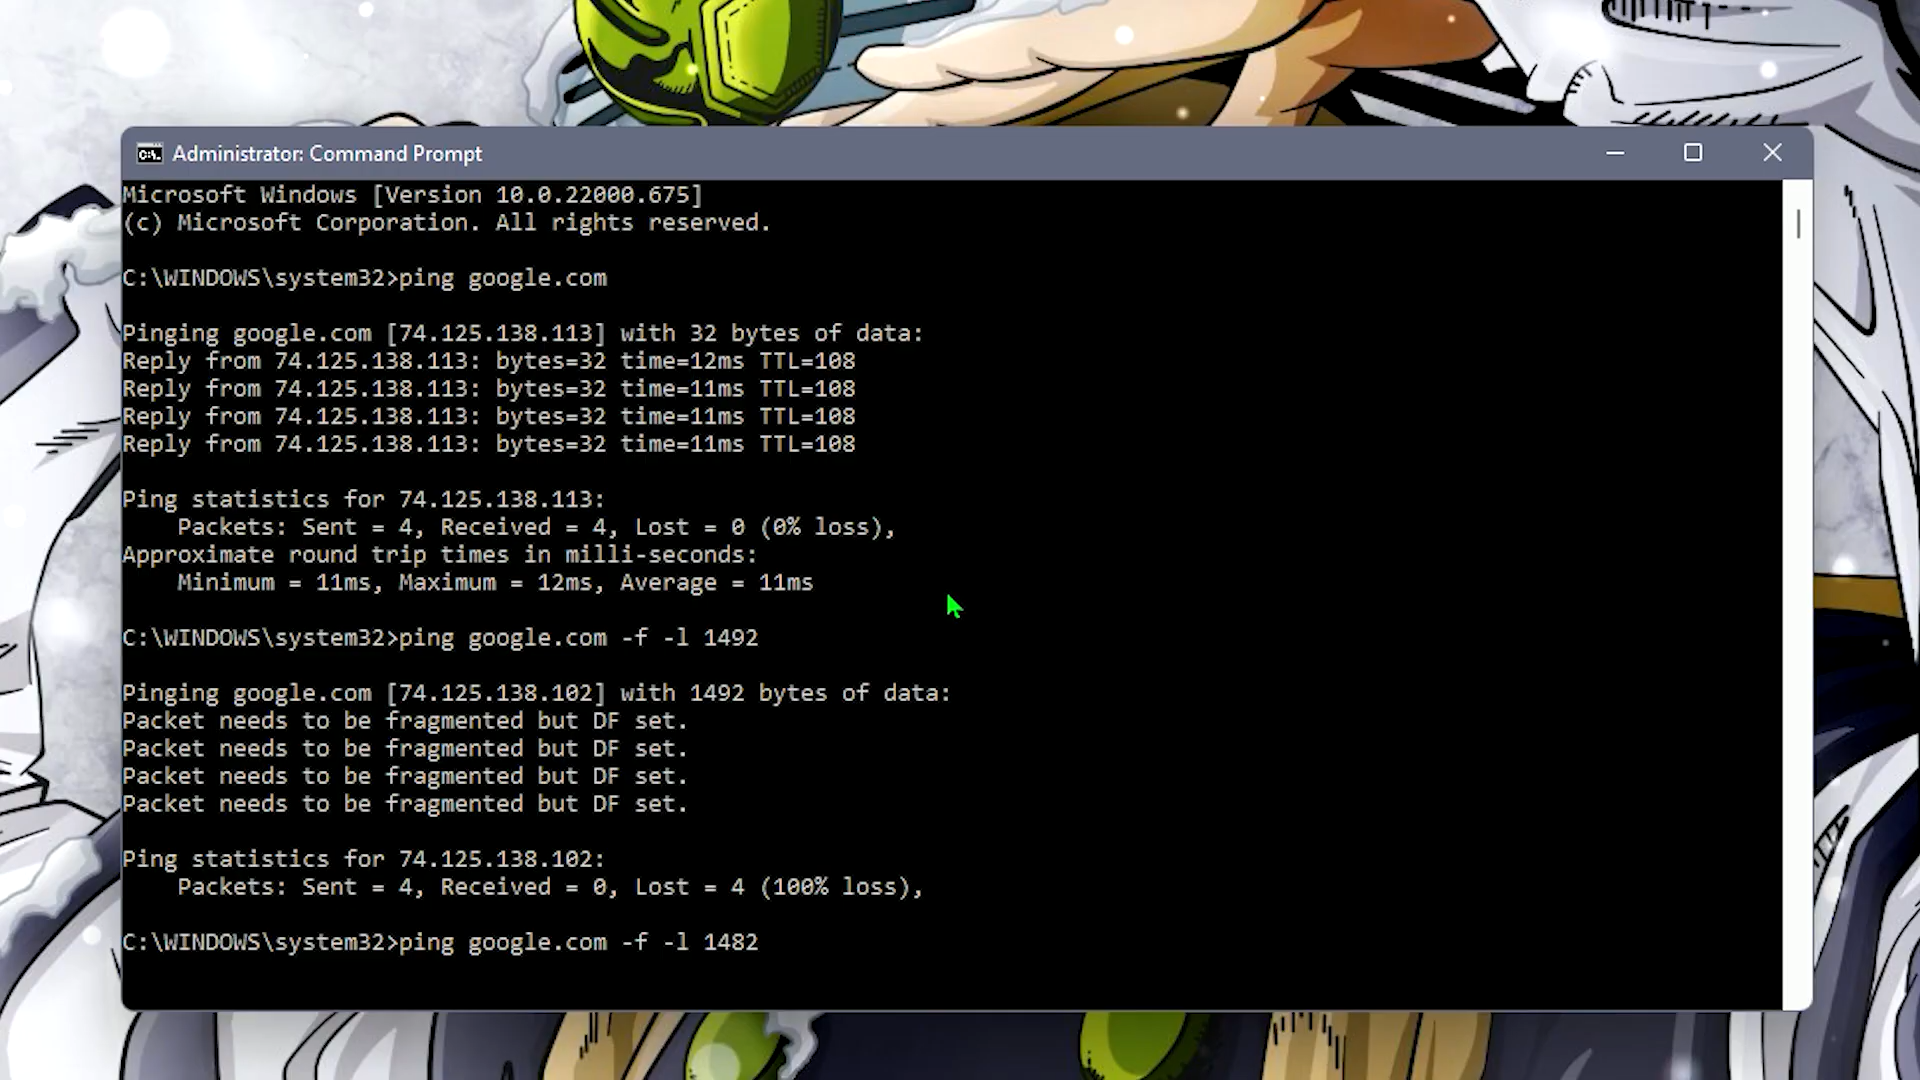 Administrator: Command Prompt
Microsoft Windows [Version 10.0.22000.675]
(c) Microsoft Corporation. All rights reserved.
C:\WINDOWS\system32>ping google.com
Pinging google.com [74.125.138.113] with 32 bytes of data:
Reply from 74.125.138.113: bytes=32 time=12ms TTL=108
Reply from 74.125.138.113: bytes=32 time=11ms TTL=108
Reply from 74.125.138.113: bytes=32 time=11ms TTL=108
Reply from 74.125.138.113: bytes=32 time=11ms TTL=108
Ping statistics for 74.125.138.113:
    Packets: Sent = 4, Received = 4, Lost = 0 (0% loss),
Approximate round trip times in milli-seconds:
    Minimum = 11ms, Maximum = 12ms, Average = 11ms
C:\WINDOWS\system32>ping google.com -f -l 1492
Pinging google.com [74.125.138.102] with 1492 bytes of data:
Packet needs to be fragmented but DF set.
Packet needs to be fragmented but DF set.
Packet needs to be fragmented but DF set.
Packet needs to be fragmented but DF set.
Ping statistics for 74.125.138.102:
    Packets: Sent = 4, Received = 0, Lost = 4 (100% loss),
C:\WINDOWS\system32>ping google.com -f -l 1482